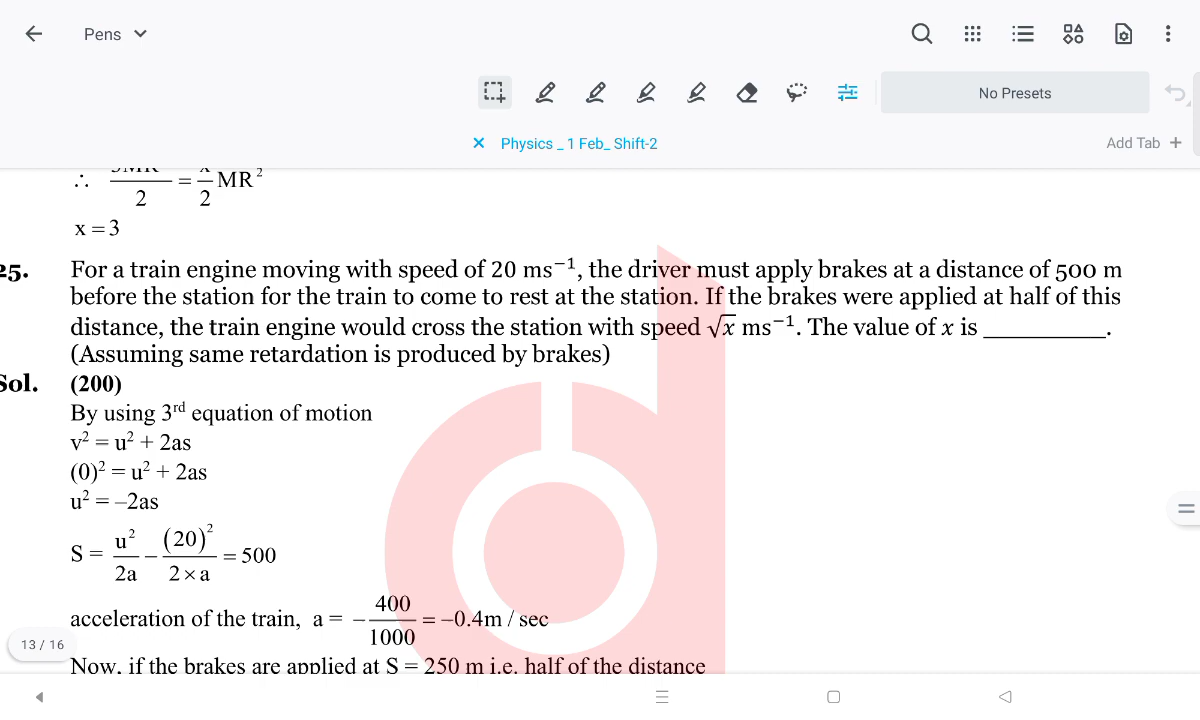 Pens
No Presets
Physics _ 1 Feb_ Shift-2
Add Tab +
∴ 2 = x/2 MR²
x = 3
25. For a train engine moving with speed of 20 ms⁻¹, the driver must apply brakes at a distance of 500 m
before the station for the train to come to rest at the station. If the brakes were applied at half of this
distance, the train engine would cross the station with speed √x ms⁻¹. The value of x is __________.
(Assuming same retardation is produced by brakes)
Sol. (200)
By using 3rd equation of motion
v² = u² + 2as
(0)² = u² + 2as
u² = –2as
S = u²/2a – (20)²/2 × a = 500
acceleration of the train, a = – 400/1000 = –0.4m / sec
13 / 16
Now, if the brakes are applied at S = 250 m i.e. half of the distance